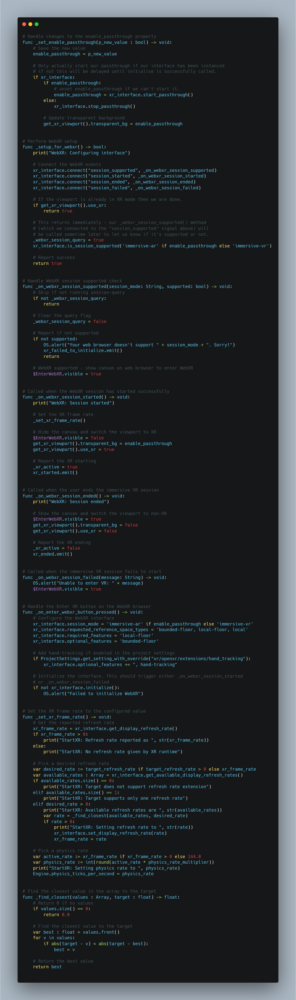 # Handle changes to the enable_passthrough property
func _set_enable_passthrough(p_new_value : bool) -> void:
    # Save the new value
    enable_passthrough = p_new_value

    # Only actually start our passthrough if our interface has been instanced
    # if not this will be delayed until initialise is successfully called.
    if xr_interface:
        if enable_passthrough:
            # unset enable_passthrough if we can't start it.
            enable_passthrough = xr_interface.start_passthrough()
        else:
            xr_interface.stop_passthrough()

        # Update transparent background
        get_xr_viewport().transparent_bg = enable_passthrough


# Perform WebXR setup
func _setup_for_webxr() -> bool:
    print("WebXR: Configuring interface")

    # Connect the WebXR events
    xr_interface.connect("session_supported", _on_webxr_session_supported)
    xr_interface.connect("session_started", _on_webxr_session_started)
    xr_interface.connect("session_ended", _on_webxr_session_ended)
    xr_interface.connect("session_failed", _on_webxr_session_failed)

    # If the viewport is already in XR mode then we are done.
    if get_xr_viewport().use_xr:
        return true

    # This returns immediately - our _webxr_session_supported() method
    # (which we connected to the "session_supported" signal above) will
    # be called sometime later to let us know if it's supported or not.
    _webxr_session_query = true
    xr_interface.is_session_supported('immersive-ar' if enable_passthrough else 'immersive-vr')

    # Report success
    return true


# Handle WebXR session supported check
func _on_webxr_session_supported(session_mode: String, supported: bool) -> void:
    # Skip if not running session-query
    if not _webxr_session_query:
        return

    # Clear the query flag
    _webxr_session_query = false

    # Report if not supported
    if not supported:
        OS.alert("Your web browser doesn't support " + session_mode + ". Sorry!")
        xr_failed_to_initialize.emit()
        return

    # WebXR supported - show canvas on web browser to enter WebVR
    $EnterWebXR.visible = true


# Called when the WebXR session has started successfully
func _on_webxr_session_started() -> void:
    print("WebXR: Session started")

    # Set the XR frame rate
    _set_xr_frame_rate()

    # Hide the canvas and switch the viewport to XR
    $EnterWebXR.visible = false
    get_xr_viewport().transparent_bg = enable_passthrough
    get_xr_viewport().use_xr = true

    # Report the XR starting
    _xr_active = true
    xr_started.emit()


# Called when the user ends the immersive VR session
func _on_webxr_session_ended() -> void:
    print("WebXR: Session ended")

    # Show the canvas and switch the viewport to non-XR
    $EnterWebXR.visible = true
    get_xr_viewport().transparent_bg = false
    get_xr_viewport().use_xr = false

    # Report the XR ending
    _xr_active = false
    xr_ended.emit()


# Called when the immersive VR session fails to start
func _on_webxr_session_failed(message: String) -> void:
    OS.alert("Unable to enter VR: " + message)
    $EnterWebXR.visible = true


# Handle the Enter VR button on the WebXR browser
func _on_enter_webxr_button_pressed() -> void:
    # Configure the WebXR interface
    xr_interface.session_mode = 'immersive-ar' if enable_passthrough else 'immersive-vr'
    xr_interface.requested_reference_space_types = 'bounded-floor, local-floor, local'
    xr_interface.required_features = 'local-floor'
    xr_interface.optional_features = 'bounded-floor'

    # Add hand-tracking if enabled in the project settings
    if ProjectSettings.get_setting_with_override("xr/openxr/extensions/hand_tracking"):
        xr_interface.optional_features += ", hand-tracking"

    # Initialize the interface. This should trigger either _on_webxr_session_started
    # or _on_webxr_session_failed
    if not xr_interface.initialize():
        OS.alert("Failed to initialize WebXR")


# Set the XR frame rate to the configured value
func _set_xr_frame_rate() -> void:
    # Get the reported refresh rate
    xr_frame_rate = xr_interface.get_display_refresh_rate()
    if xr_frame_rate > 0:
        print("StartXR: Refresh rate reported as ", str(xr_frame_rate))
    else:
        print("StartXR: No refresh rate given by XR runtime")

    # Pick a desired refresh rate
    var desired_rate := target_refresh_rate if target_refresh_rate > 0 else xr_frame_rate
    var available_rates : Array = xr_interface.get_available_display_refresh_rates()
    if available_rates.size() == 0:
        print("StartXR: Target does not support refresh rate extension")
    elif available_rates.size() == 1:
        print("StartXR: Target supports only one refresh rate")
    elif desired_rate > 0:
        print("StartXR: Available refresh rates are ", str(available_rates))
        var rate = _find_closest(available_rates, desired_rate)
        if rate > 0:
            print("StartXR: Setting refresh rate to ", str(rate))
            xr_interface.set_display_refresh_rate(rate)
            xr_frame_rate = rate

    # Pick a physics rate
    var active_rate := xr_frame_rate if xr_frame_rate > 0 else 144.0
    var physics_rate := int(round(active_rate * physics_rate_multiplier))
    print("StartXR: Setting physics rate to ", physics_rate)
    Engine.physics_ticks_per_second = physics_rate


# Find the closest value in the array to the target
func _find_closest(values : Array, target : float) -> float:
    # Return 0 if no values
    if values.size() == 0:
        return 0.0

    # Find the closest value to the target
    var best : float = values.front()
    for v in values:
        if abs(target - v) < abs(target - best):
            best = v

    # Return the best value
    return best